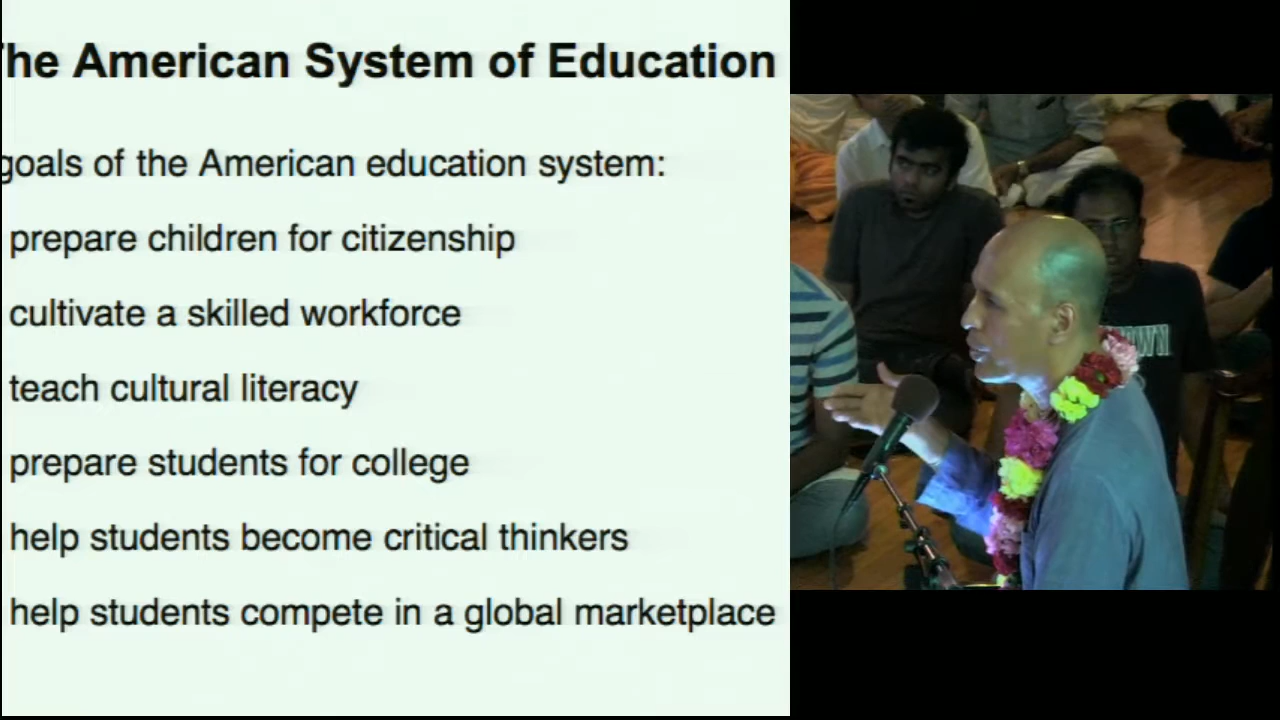 The American System of Education
goals of the American education system:
prepare children for citizenship
cultivate a skilled workforce
teach cultural literacy
prepare students for college
help students become critical thinkers
help students compete in a global marketplace